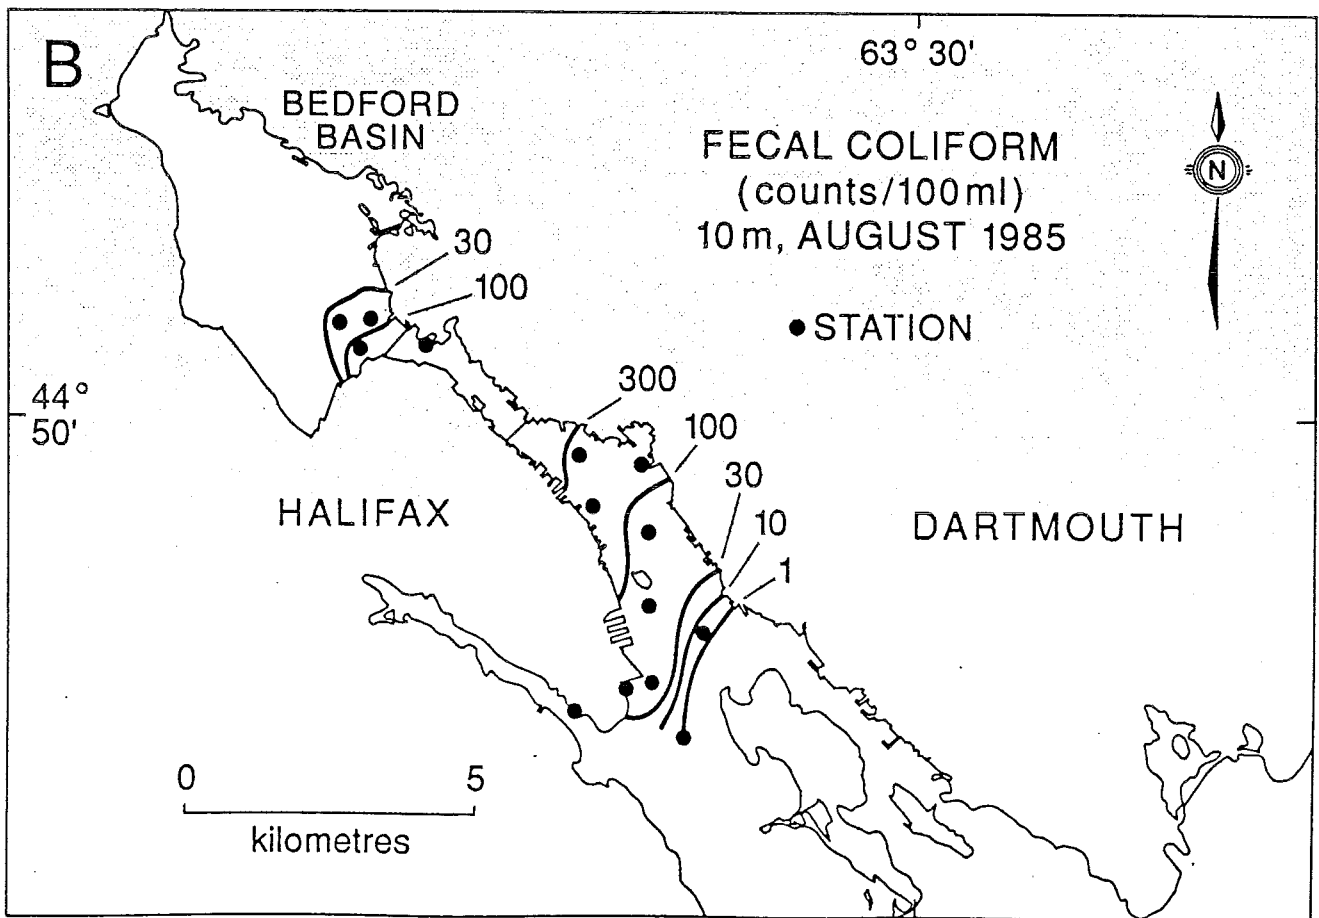 B
63° 30'
BEDFORD
BASIN
FECAL COLIFORM
(counts/100ml)
10m, AUGUST 1985
N
30
100
STATION
44°
50'
300
100
30
10
1
HALIFAX
DARTMOUTH
0 5
kilometres